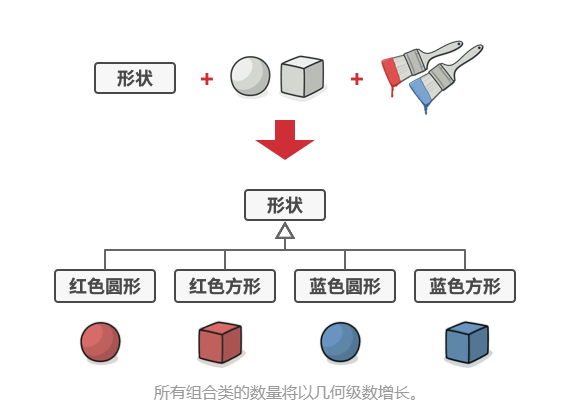 形状
+
+
形状
红色圆形
红色方形
蓝色圆形
蓝色方形
所有组合类的数量将以几何级数增长。